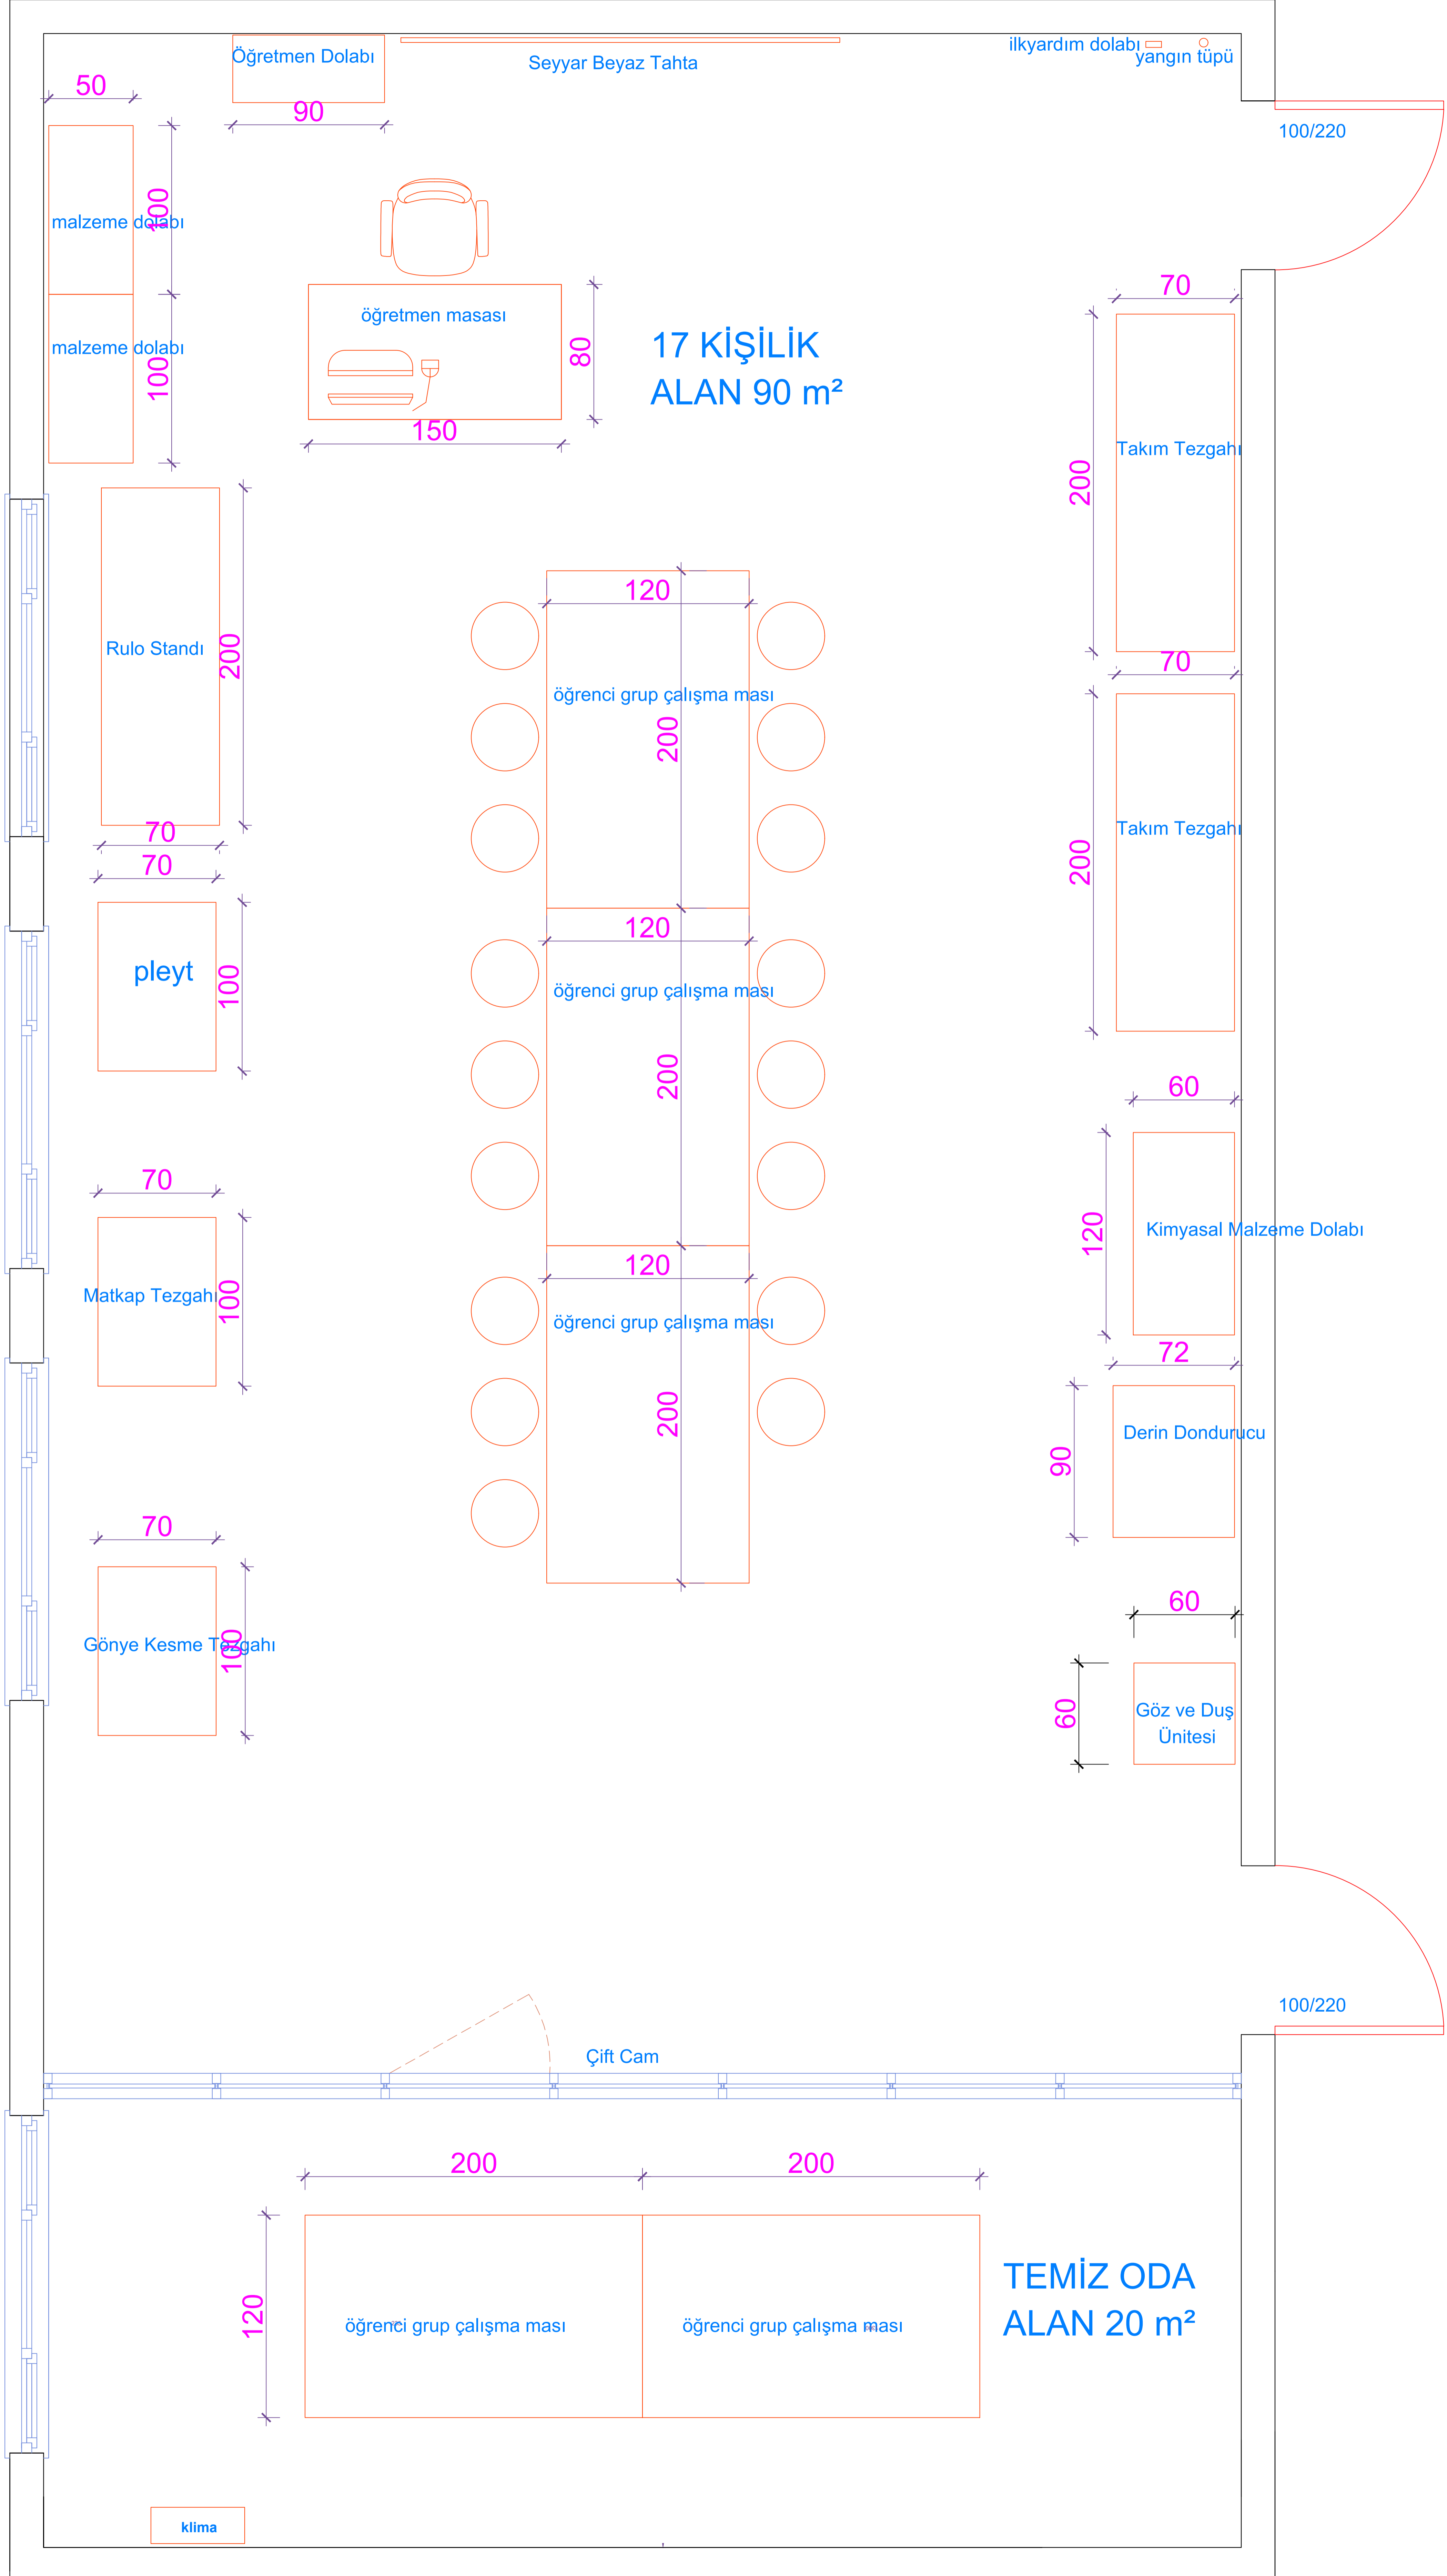 Öğretmen Dolabı
Seyyar Beyaz Tahta
ilkyardım dolabı
yangın tüpü
50
90
100/220
malzeme dolabı
100
malzeme dolabı
100
öğretmen masası
80
150
17 KİŞİLİK
ALAN 90 m²
70
Takım Tezgahı
200
Rulo Standı
200
70
120
öğrenci grup çalışma ması
200
70
Takım Tezgahı
200
70
pleyt
100
120
öğrenci grup çalışma ması
200
60
Kimyasal Malzeme Dolabı
120
70
Matkap Tezgahı
100
120
öğrenci grup çalışma ması
200
72
Derin Dondurucu
90
70
Gönye Kesme Tezgahı
100
60
Göz ve Duş
Ünitesi
60
100/220
Çift Cam
200
200
120
öğrenci grup çalışma ması
öğrenci grup çalışma ması
TEMİZ ODA
ALAN 20 m²
klima